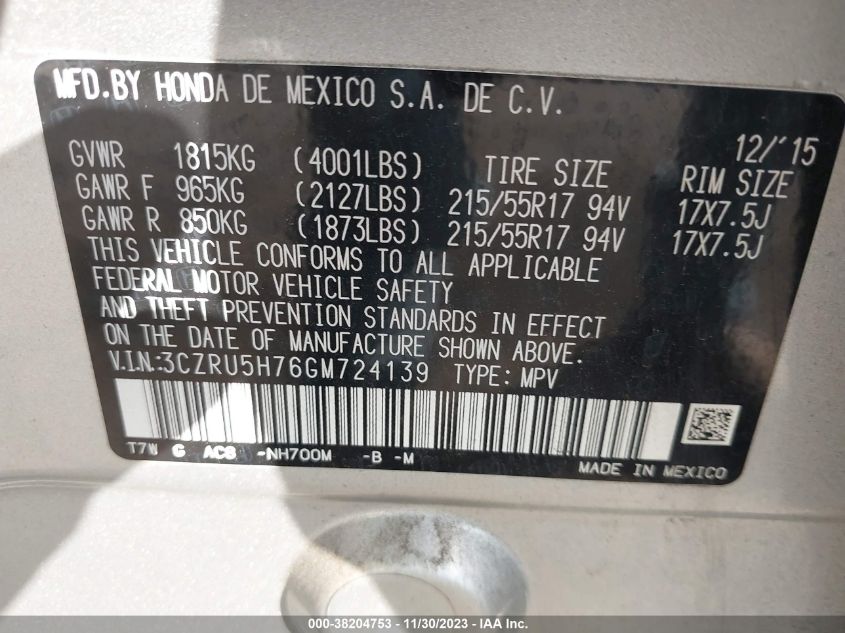 MFD.BY HONDA DE MEXICO S.A. DE C.V.
12/'15
GVWR 1815KG (4001LBS) TIRE SIZE RIM SIZE
GAWR F 965KG (2127LBS) 215/55R17 94V 17X7.5J
GAWR R 850KG (1873LBS) 215/55R17 94V 17X7.5J
THIS VEHICLE CONFORMS TO ALL APPLICABLE
FEDERAL MOTOR VEHICLE SAFETY
AND THEFT PREVENTION STANDARDS IN EFFECT
ON THE DATE OF MANUFACTURE SHOWN ABOVE.
V.I.N.:3CZRU5H76GM724139 TYPE: MPV
T7W G AC8 -NH700M -B -M
MADE IN MEXICO
000-38204753 - 11/30/2023 - IAAI Inc.